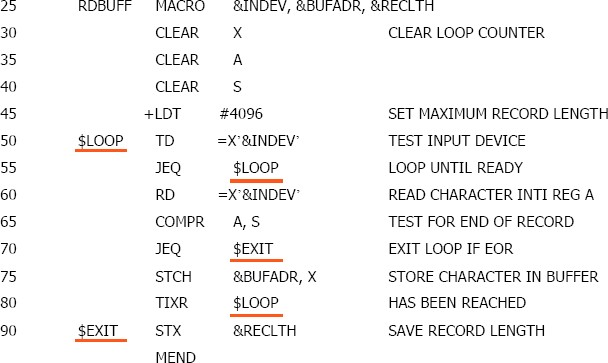 25 RDBUFF MACRO &INDEV, &BUFADR, &RECLTH
30 CLEAR X CLEAR LOOP COUNTER
35 CLEAR A
40 CLEAR S
45 +LDT #4096 SET MAXIMUM RECORD LENGTH
50 $LOOP TD =X'&INDEV' TEST INPUT DEVICE
55 JEQ $LOOP LOOP UNTIL READY
60 RD =X'&INDEV' READ CHARACTER INTI REG A
65 COMPR A, S TEST FOR END OF RECORD
70 JEQ $EXIT EXIT LOOP IF EOR
75 STCH &BUFADR, X STORE CHARACTER IN BUFFER
80 TIXR $LOOP HAS BEEN REACHED
90 $EXIT STX &RECLTH SAVE RECORD LENGTH
MEND